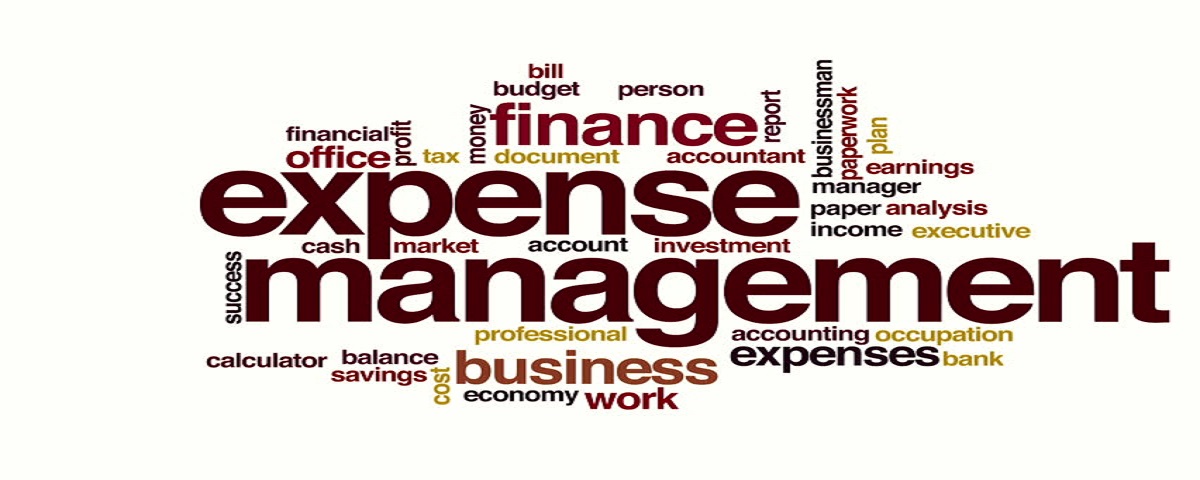 bill
budget person
money finance report businessman paperwork plan
financial profit
office tax document accountant earnings
expense manager
paper analysis
income executive
cash market account investment
success management
professional accounting occupation
calculator balance business expenses bank
savings cost
economy work